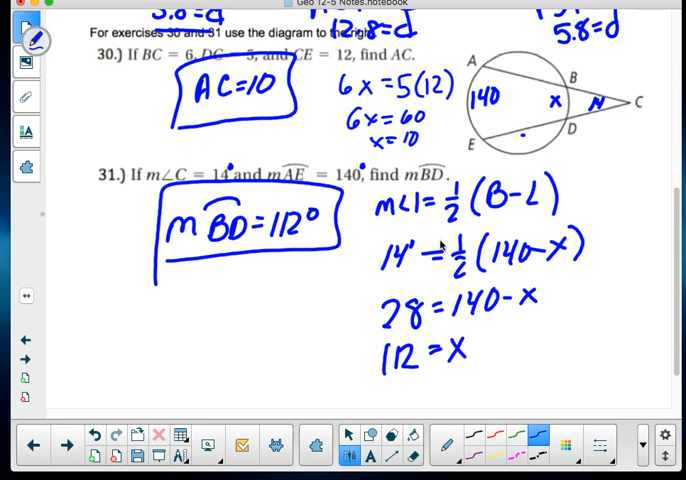 Geo 12-5 Notes.notebook
3.8=d
12.8=d
5.8=d
For exercises 30 and 31 use the diagram to the right.
30.) If BC = 6, DC = 5, and CE = 12, find AC.
AC=10
6x=5(12)
6x=60
x=10
A
B
140
x
14
C
D
E
31.) If m∠C = 14° and mAE = 140°, find mBD.
mBD=112°
m∠1=1/2(B-L)
14°=1/2(140-x)
28=140-x
112=x